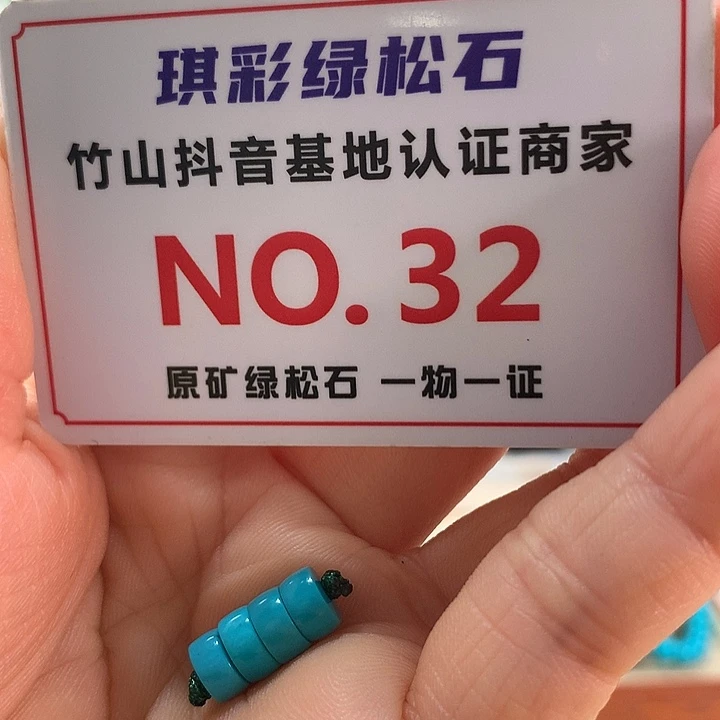 琪彩绿松石
竹山抖音基地认证商家
NO.32
原矿绿松石 一物一证